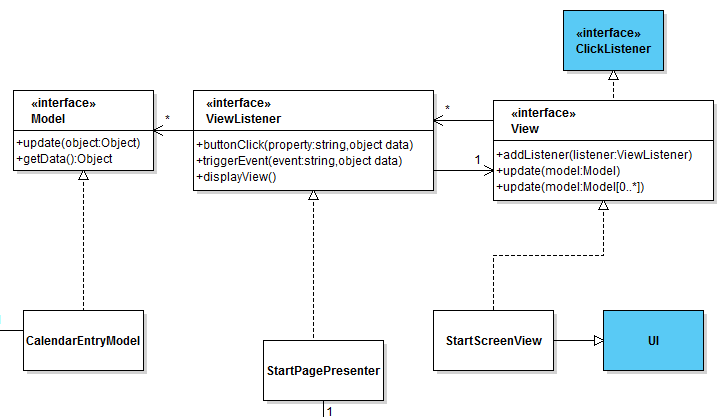 «interface»
ClickListener
«interface»
Model
+update(object:Object)
+getData():Object
*
«interface»
ViewListener
+buttonClick(property:string,object data)
+triggerEvent(event:string,object data)
+displayView()
*
1
«interface»
View
+addListener(listener:ViewListener)
+update(model:Model)
+update(model:Model[0..*])
CalendarEntryModel
StartPagePresenter
1
StartScreenView
UI